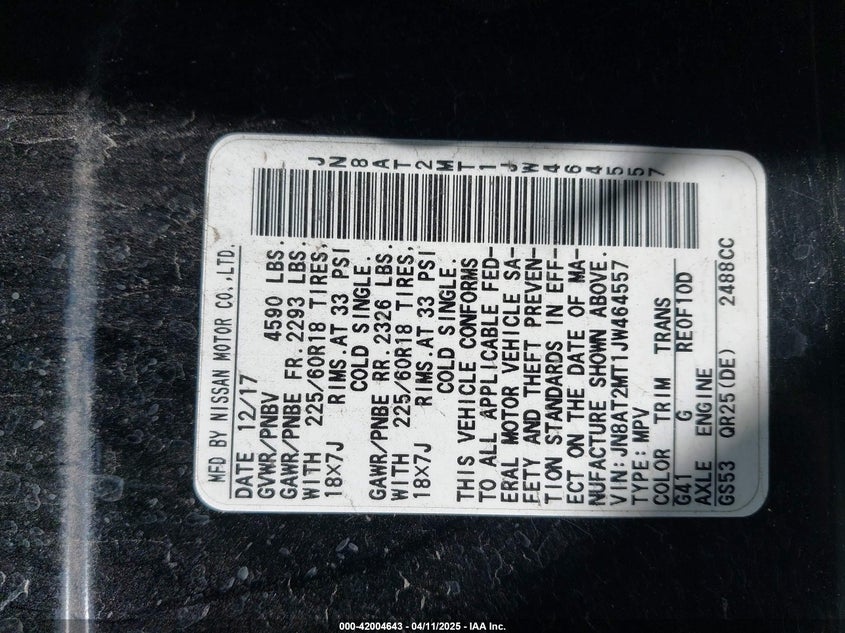 MFD BY NISSAN MOTOR CO.,LTD.
DATE 12/17
GVWR/PNBV 4590 LBS.
GAWR/PNBE FR.2293 LBS.
WITH 225/60R18 TIRES,
18X7J RIMS.AT 33 PSI
COLD SINGLE.
GAWR/PNBE RR.2326 LBS.
WITH 225/60R18 TIRES,
18X7J RIMS.AT 33 PSI
COLD SINGLE.
THIS VEHICLE CONFORMS
TO ALL APPLICABLE FED-
ERAL MOTOR VEHICLE SA-
FETY AND THEFT PREVEN-
TION STANDARDS IN EFF-
ECT ON THE DATE OF MA-
NUFACTURE SHOWN ABOVE.
VIN:JN8AT2MT1JW464557
TYPE:MPV
COLOR TRIM TRANS
G41 G RE0F10D
AXLE ENGINE
GS53 QR25(DE) 2488CC
JN8AT2MT1JW464557
000-42004643 - 04/11/2025 - IAA Inc.